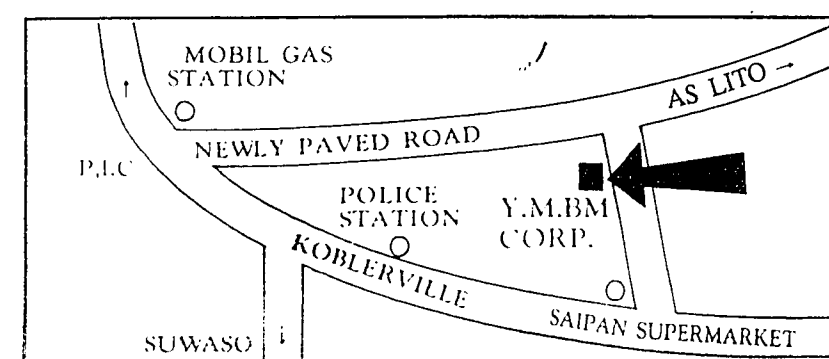 MOBIL GAS
STATION
AS LITO →
NEWLY PAVED ROAD
P.I.C
POLICE
STATION
Y.M.BM
CORP.
KOBLERVILLE
SAIPAN SUPERMARKET
SUWASO